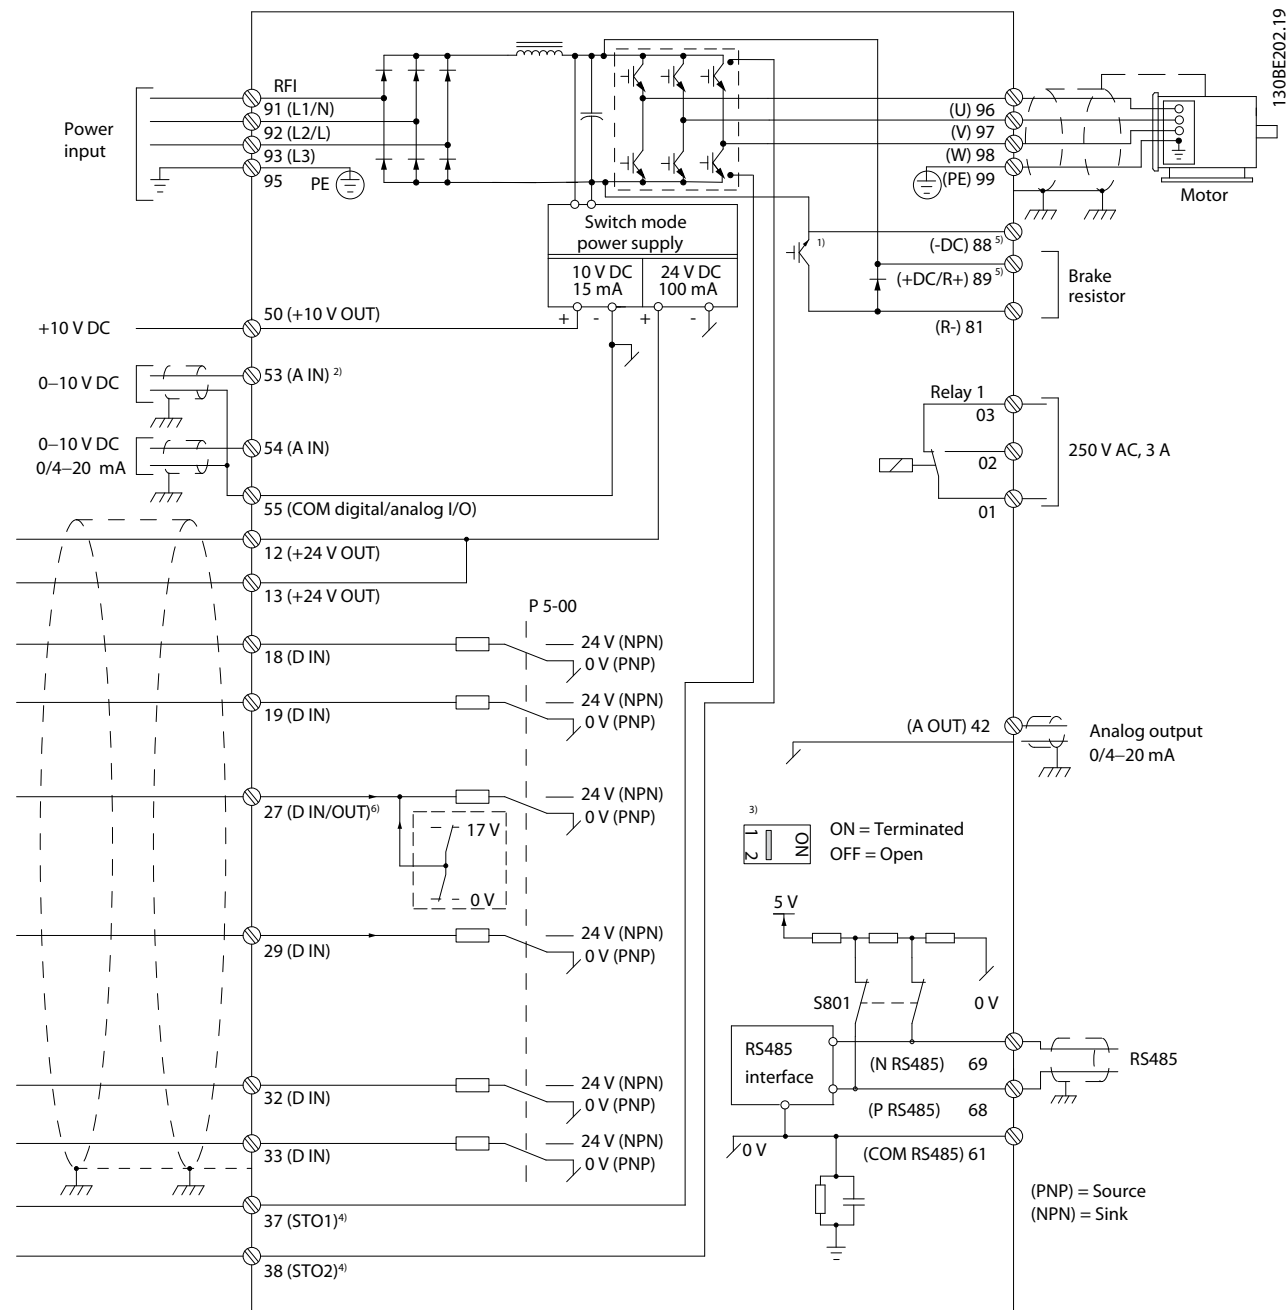 130BE202.19
RFI
91 (L1/N)
92 (L2/L)
93 (L3)
95
PE
Power
input
(U) 96
(V) 97
(W) 98
(PE) 99
Motor
Switch mode
power supply
10 V DC
15 mA
24 V DC
100 mA
+ - + -
1)
(-DC) 88 5)
(+DC/R+) 89 5)
(R-) 81
Brake
resistor
+10 V DC
50 (+10 V OUT)
0–10 V DC
53 (A IN) 2)
0–10 V DC
0/4–20 mA
54 (A IN)
55 (COM digital/analog I/O)
12 (+24 V OUT)
13 (+24 V OUT)
Relay 1
03
02
01
250 V AC, 3 A
P 5-00
18 (D IN)
24 V (NPN)
0 V (PNP)
19 (D IN)
24 V (NPN)
0 V (PNP)
27 (D IN/OUT)6)
24 V (NPN)
0 V (PNP)
17 V
0 V
29 (D IN)
24 V (NPN)
0 V (PNP)
32 (D IN)
24 V (NPN)
0 V (PNP)
33 (D IN)
24 V (NPN)
0 V (PNP)
37 (STO1)4)
38 (STO2)4)
(A OUT) 42
Analog output
0/4–20 mA
3)
1 2
ON
ON = Terminated
OFF = Open
5 V
S801
0 V
RS485
interface
(N RS485) 69
(P RS485) 68
RS485
0 V
(COM RS485) 61
(PNP) = Source
(NPN) = Sink